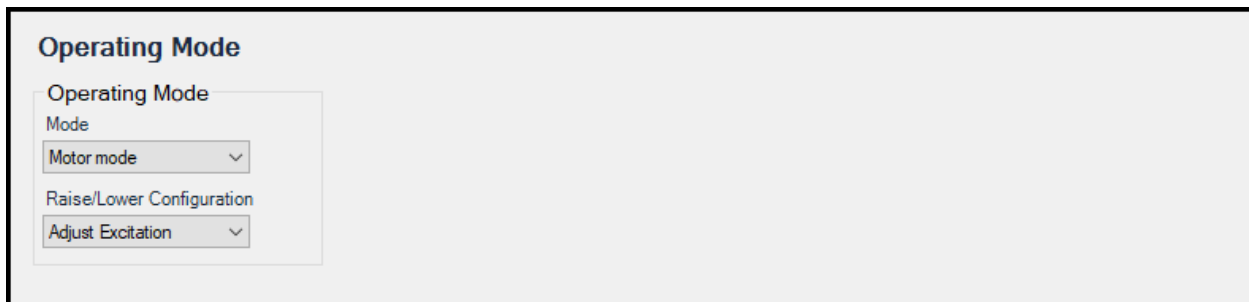 Operating Mode
Operating Mode
Mode
Motor mode
Raise/Lower Configuration
Adjust Excitation